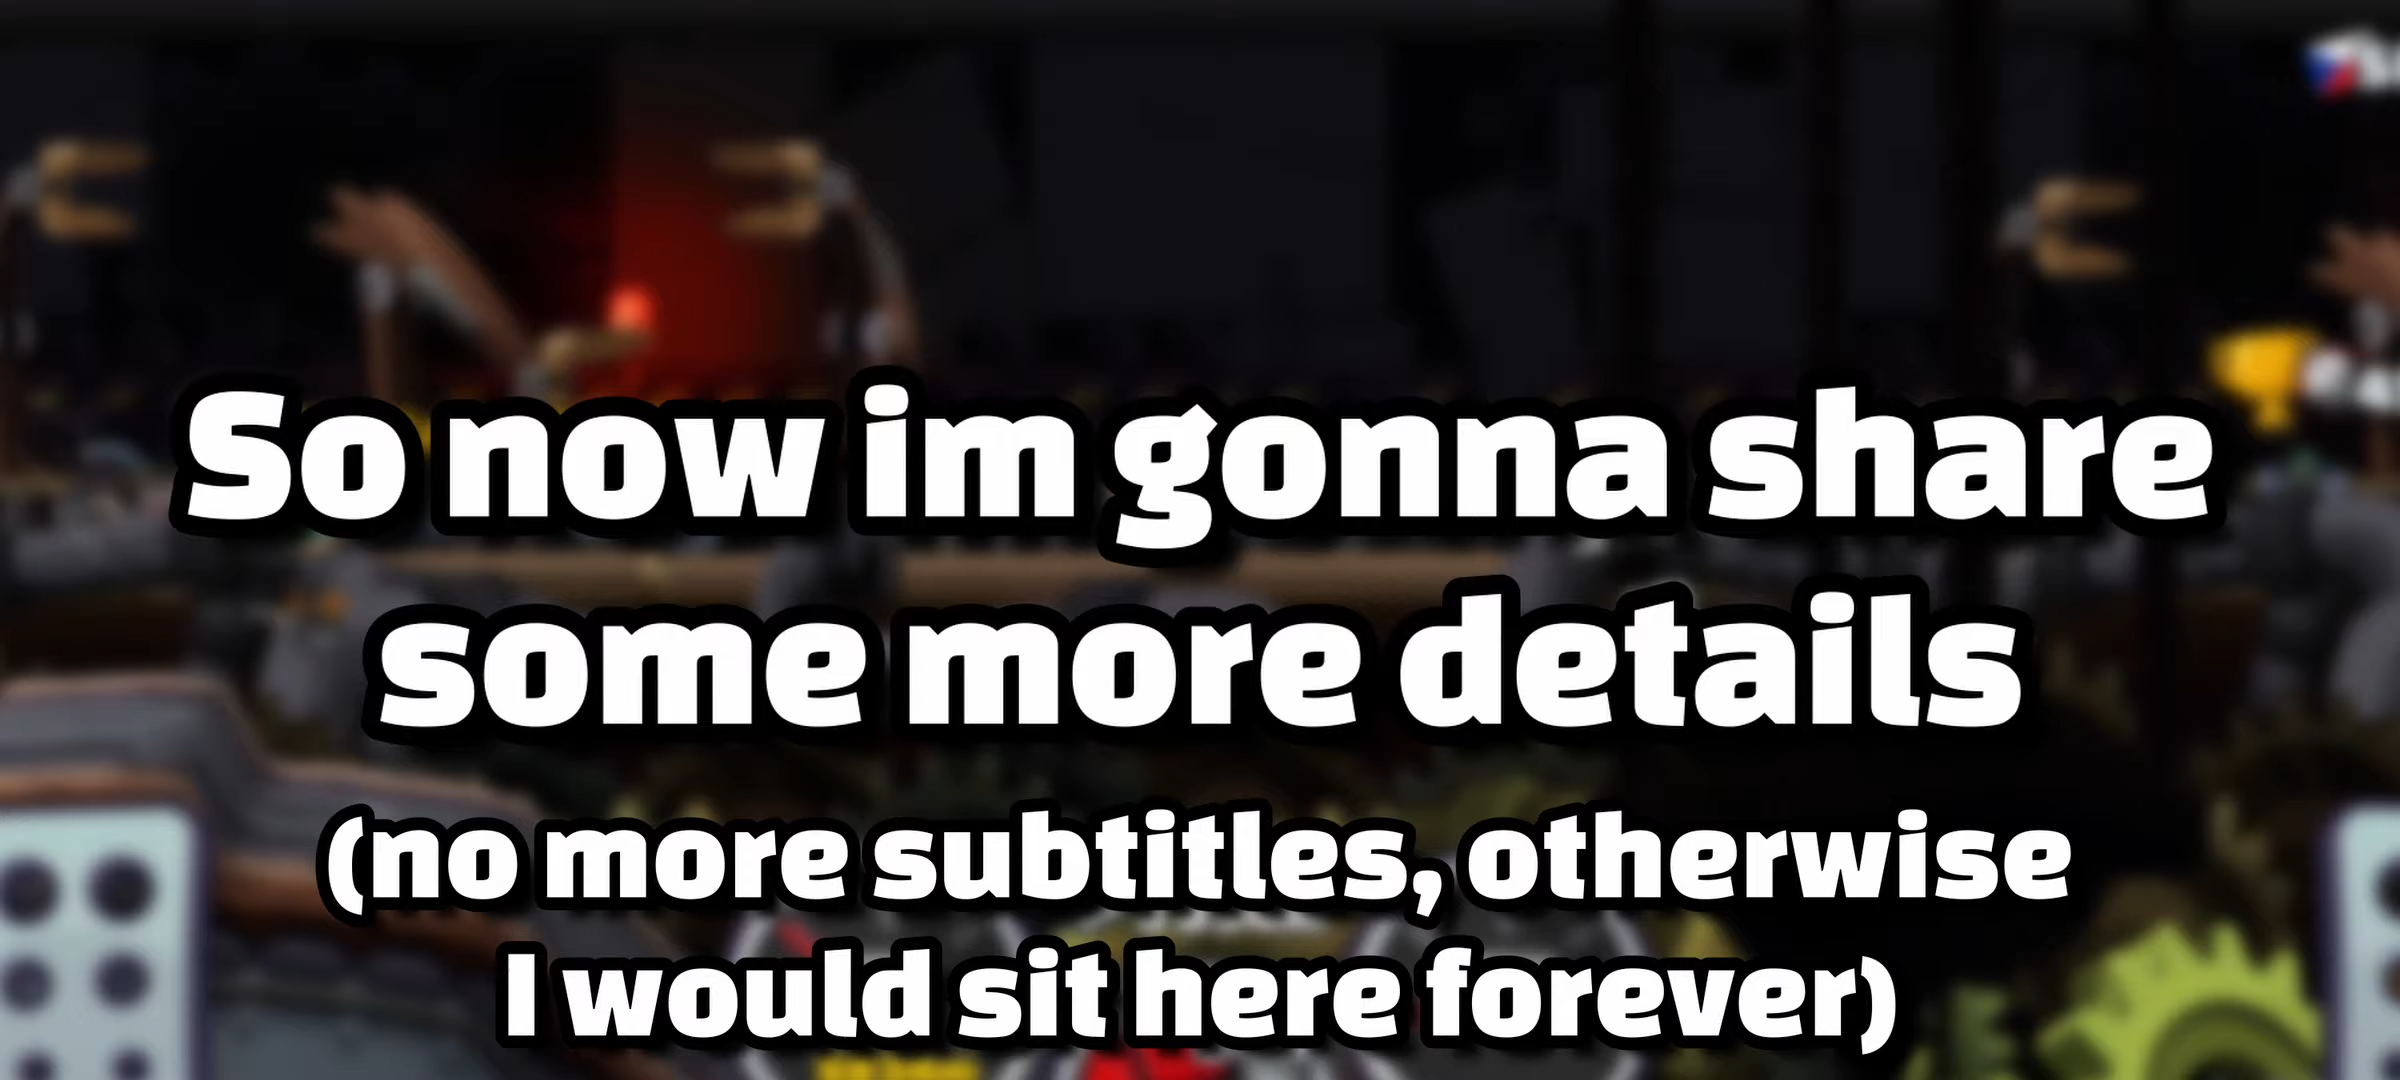 So now im gonna share
some more details
(no more subtitles, otherwise
I would sit here forever)